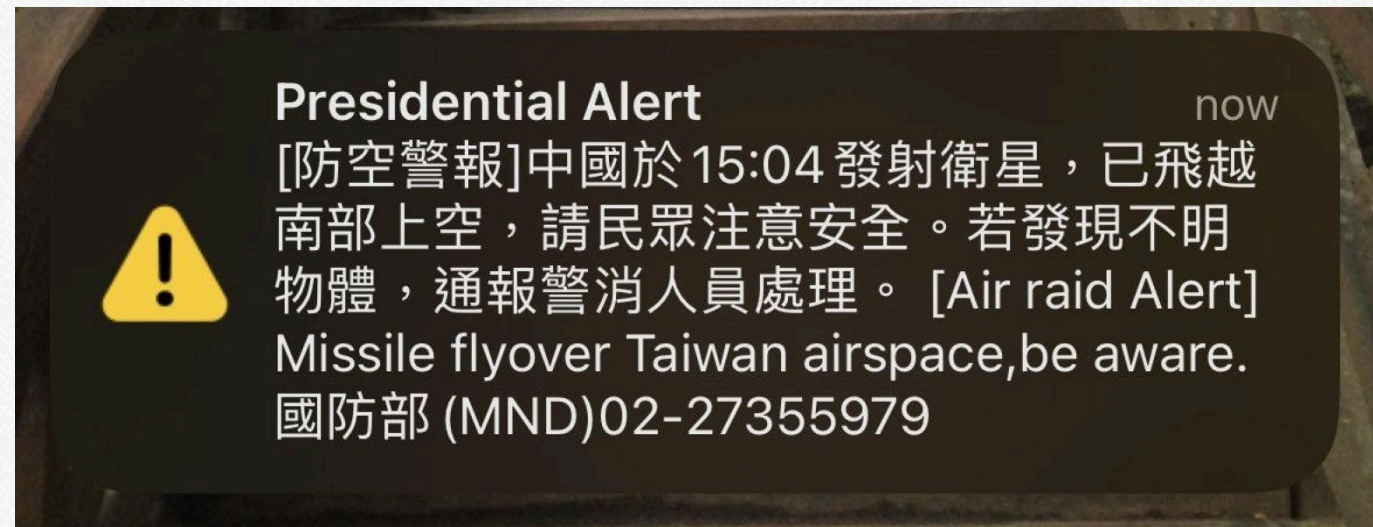 Presidential Alert now
[防空警報]中國於15:04發射衛星，已飛越
南部上空，請民眾注意安全。若發現不明
物體，通報警消人員處理。 [Air raid Alert]
Missile flyover Taiwan airspace,be aware.
國防部 (MND)02-27355979